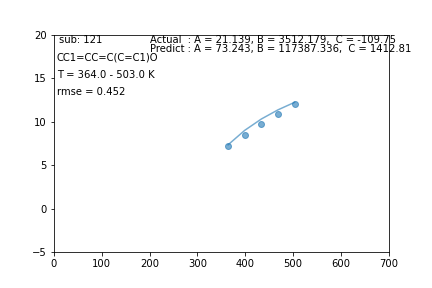 sub: 121
Actual : A = 21.139, B = 3512.179, C = -109.75
Predict : A = 73.243, B = 117387.336, C = 1412.81
CC1=CC=C(C=C1)O
T = 364.0 - 503.0 K
rmse = 0.452
20
15
10
5
0
−5
0 100 200 300 400 500 600 700